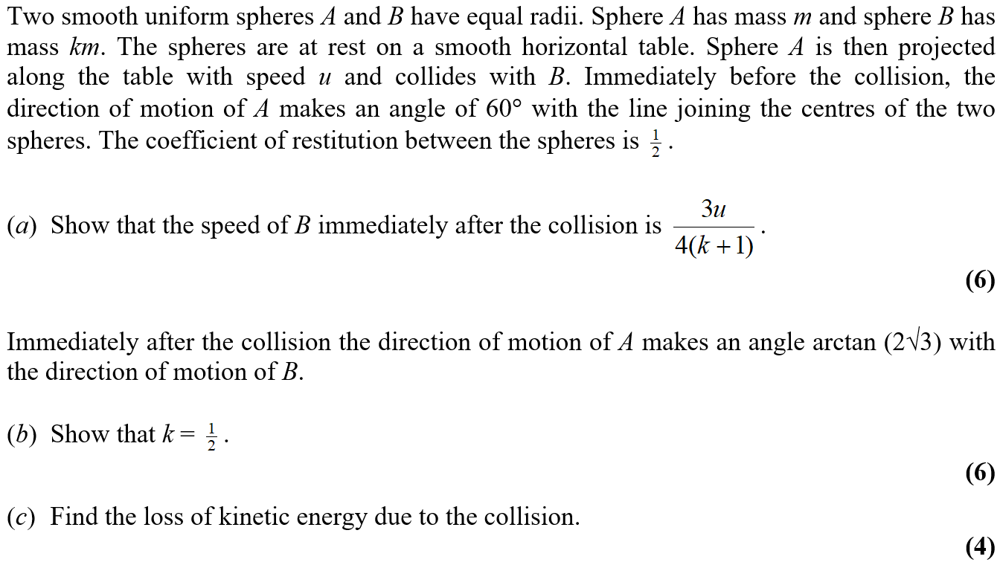 Two smooth uniform spheres A and B have equal radii. Sphere A has mass m and sphere B has
mass km. The spheres are at rest on a smooth horizontal table. Sphere A is then projected
along the table with speed u and collides with B. Immediately before the collision, the
direction of motion of A makes an angle of 60° with the line joining the centres of the two
spheres. The coefficient of restitution between the spheres is 1/2 .
(a) Show that the speed of B immediately after the collision is 3u/4(k + 1) .
(6)
Immediately after the collision the direction of motion of A makes an angle arctan (2√3) with
the direction of motion of B.
(b) Show that k = 1/2 .
(6)
(c) Find the loss of kinetic energy due to the collision.
(4)